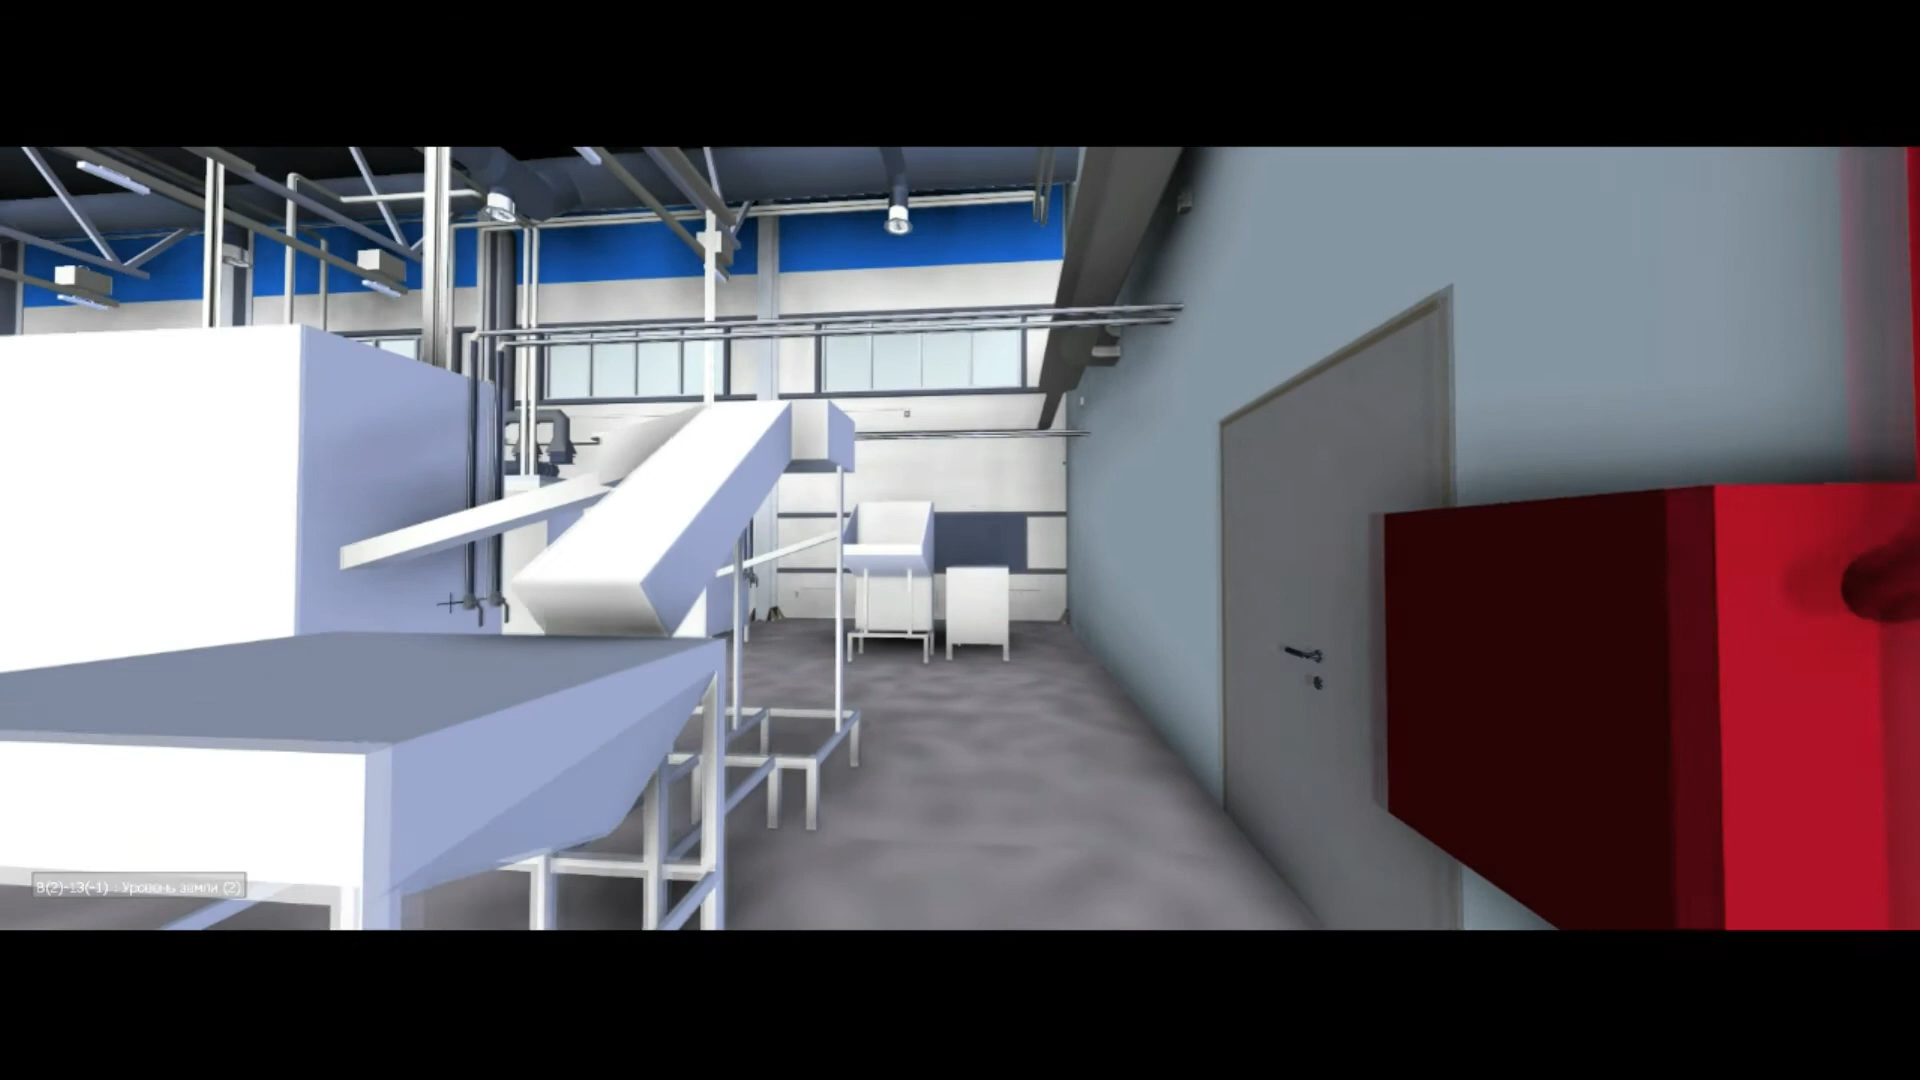 В(2)-13(-1) : Уровень земли (2)